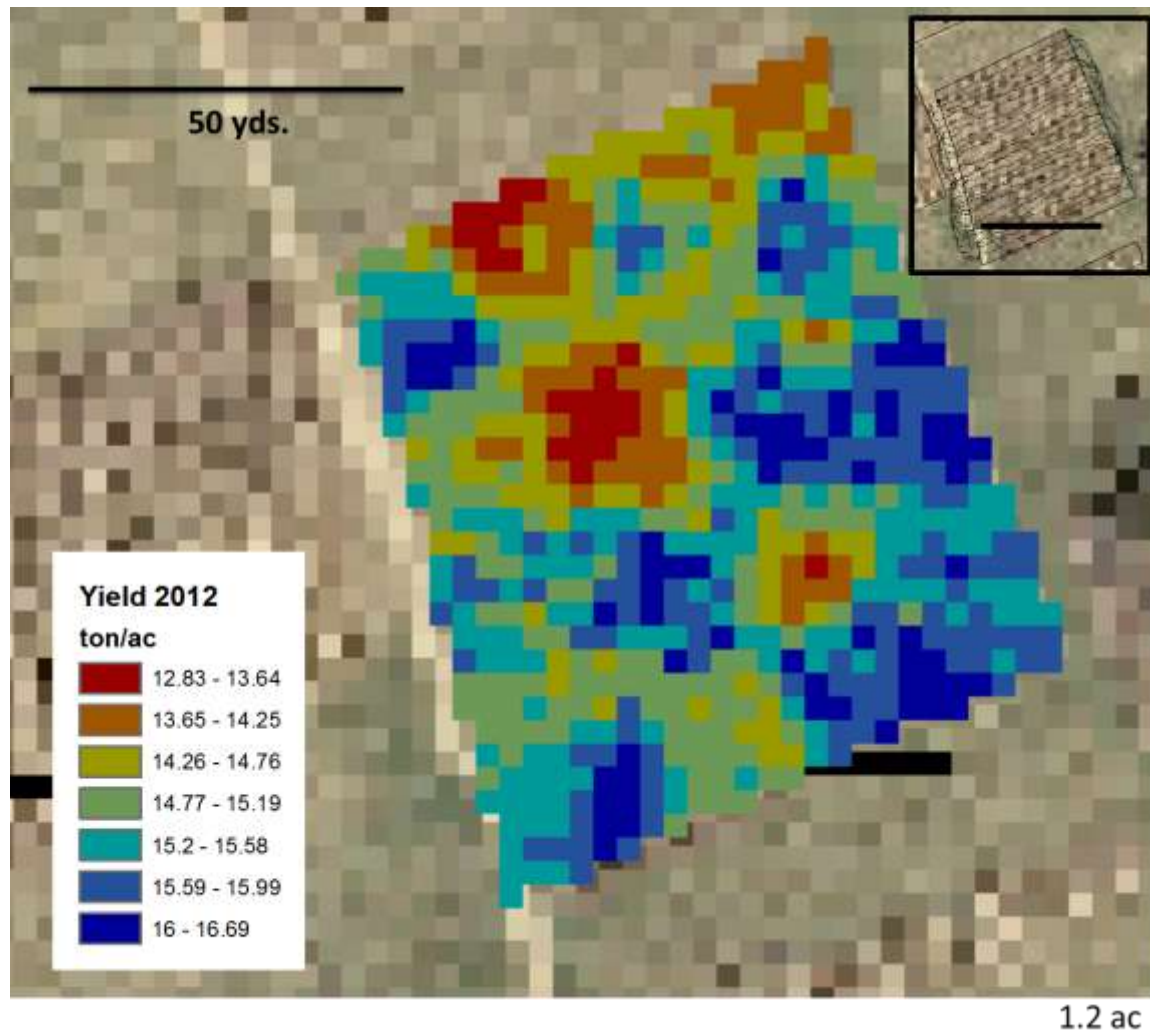 50 yds.
Yield 2012
ton/ac
12.83 - 13.64
13.65 - 14.25
14.26 - 14.76
14.77 - 15.19
15.2 - 15.58
15.59 - 15.99
16 - 16.69
1.2 ac